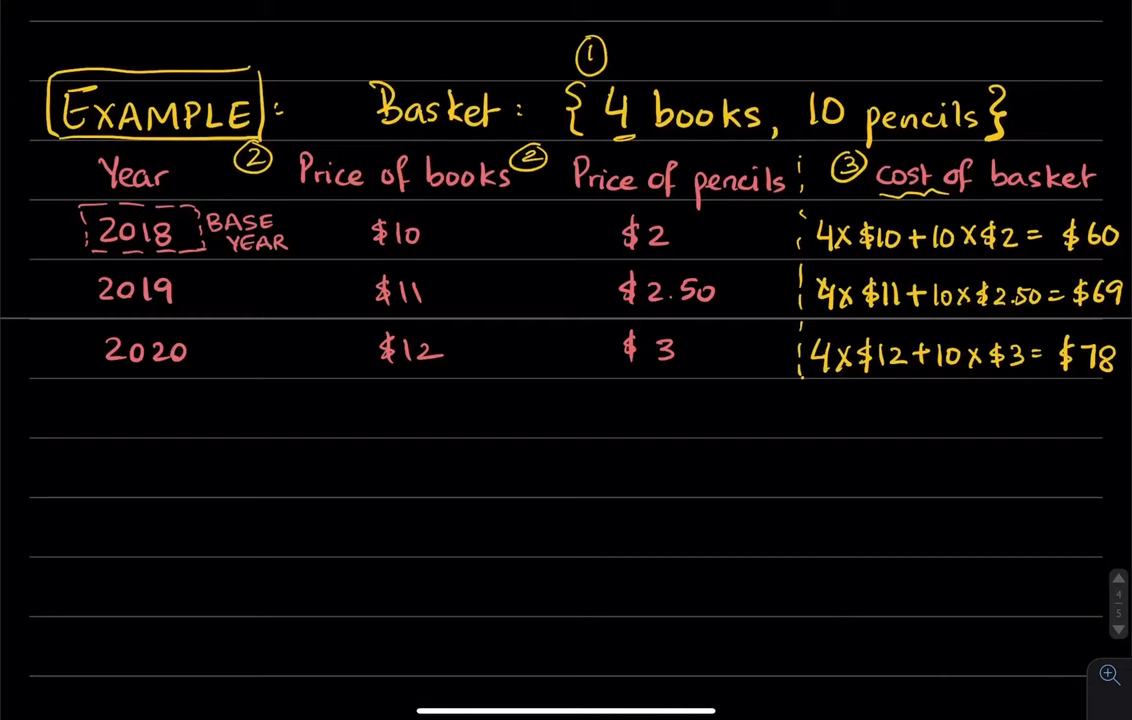 ①
EXAMPLE: Basket: {4 books, 10 pencils}
Year ② Price of books ② Price of pencils ③ cost of basket
2018 BASE YEAR $10 $2 4x $10+10x$2= $60
2019 $11 $2.50 4x $11+10x$2.50=$69
2020 $12 $3 4x$12+10x$3= $78
4
5